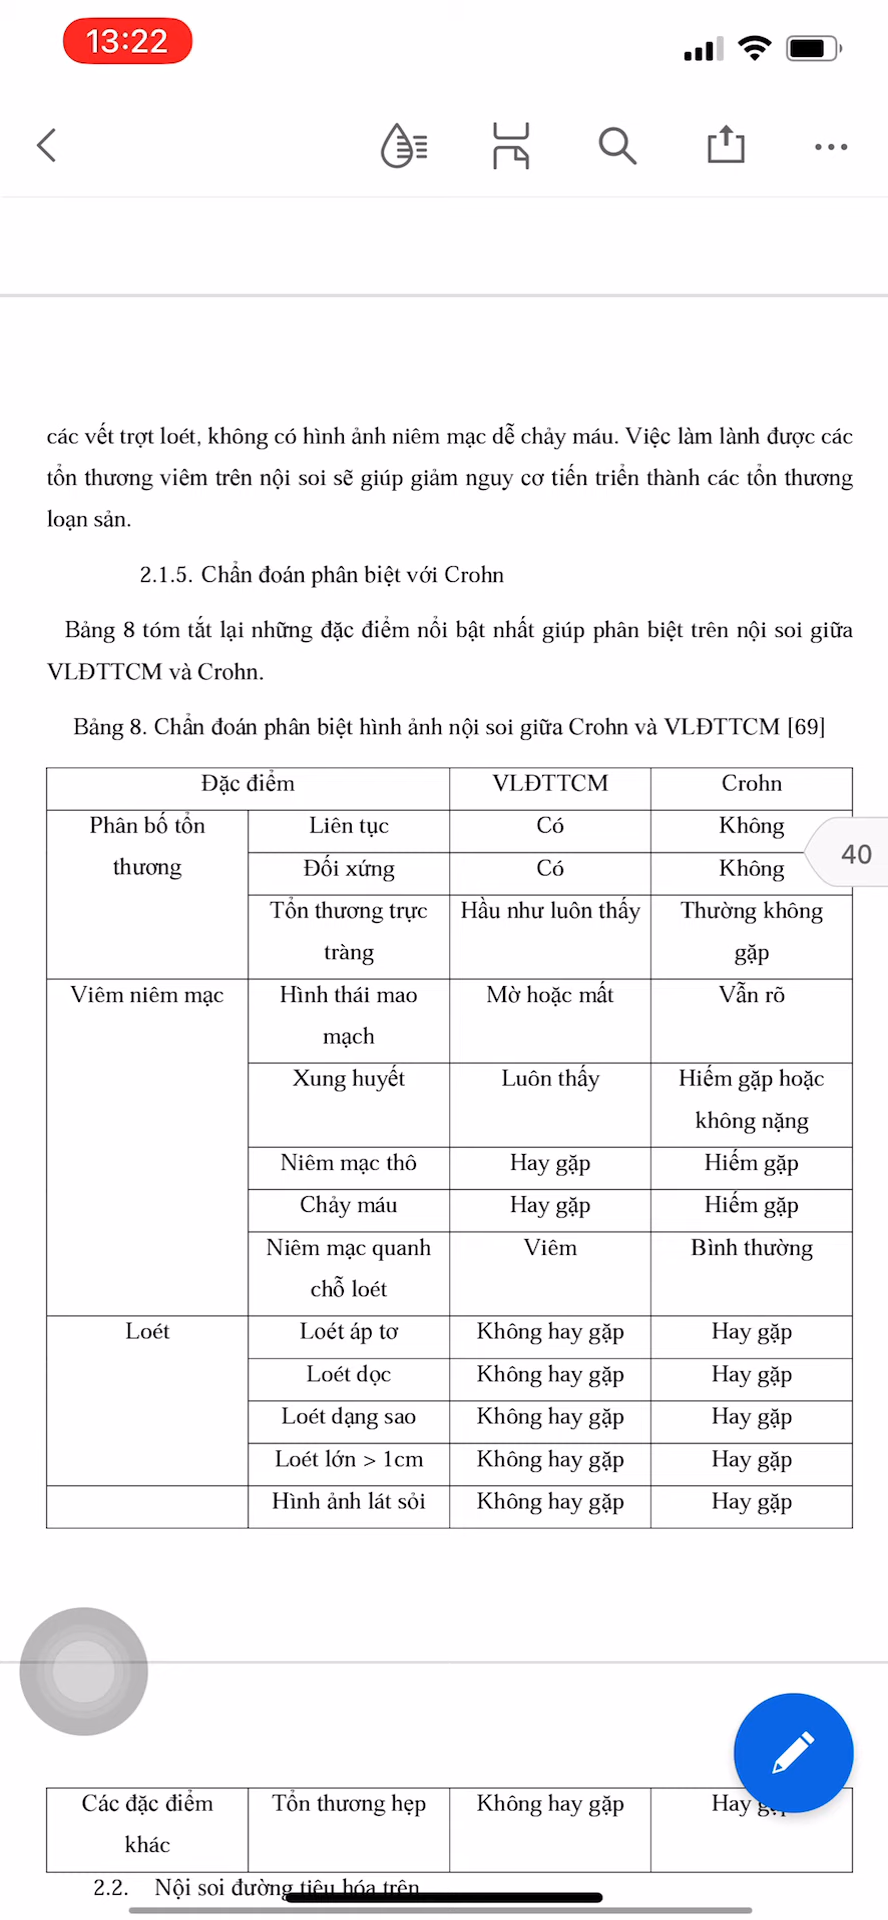 13:22
các vết trợt loét, không có hình ảnh niêm mạc dễ chảy máu. Việc làm lành được các
tổn thương viêm trên nội soi sẽ giúp giảm nguy cơ tiến triển thành các tổn thương
loạn sản.
2.1.5. Chẩn đoán phân biệt với Crohn
Bảng 8 tóm tắt lại những đặc điểm nổi bật nhất giúp phân biệt trên nội soi giữa
VLĐTTCM và Crohn.
Bảng 8. Chẩn đoán phân biệt hình ảnh nội soi giữa Crohn và VLĐTTCM [69]
Đặc điểm VLĐTTCM Crohn
Phân bố tổn Liên tục Có Không
40
thương Đối xứng Có Không
Tổn thương trực Hầu như luôn thấy Thường không
tràng gặp
Viêm niêm mạc Hình thái mao Mờ hoặc mất Vẫn rõ
mạch
Xung huyết Luôn thấy Hiếm gặp hoặc
không nặng
Niêm mạc thô Hay gặp Hiếm gặp
Chảy máu Hay gặp Hiếm gặp
Niêm mạc quanh Viêm Bình thường
chỗ loét
Loét Loét áp tơ Không hay gặp Hay gặp
Loét dọc Không hay gặp Hay gặp
Loét dạng sao Không hay gặp Hay gặp
Loét lớn > 1cm Không hay gặp Hay gặp
Hình ảnh lát sỏi Không hay gặp Hay gặp
Các đặc điểm Tổn thương hẹp Không hay gặp Hay
khác
2.2. Nội soi đường tiêu hóa trên